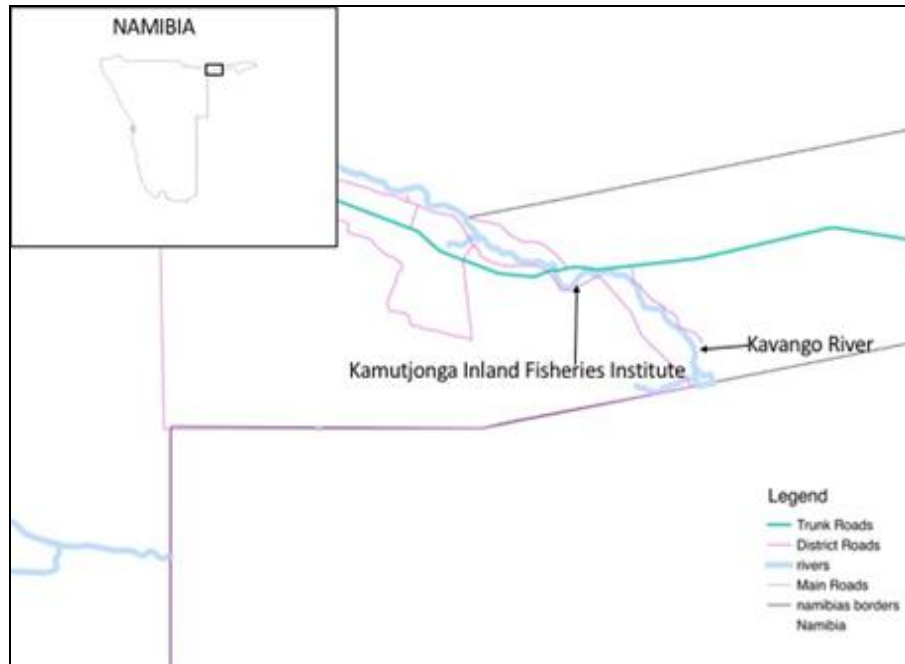 NAMIBIA
Kamutjonga Inland Fisheries Institute
Kavango River
Legend
Trunk Roads
District Roads
rivers
Main Roads
namibias borders
Namibia